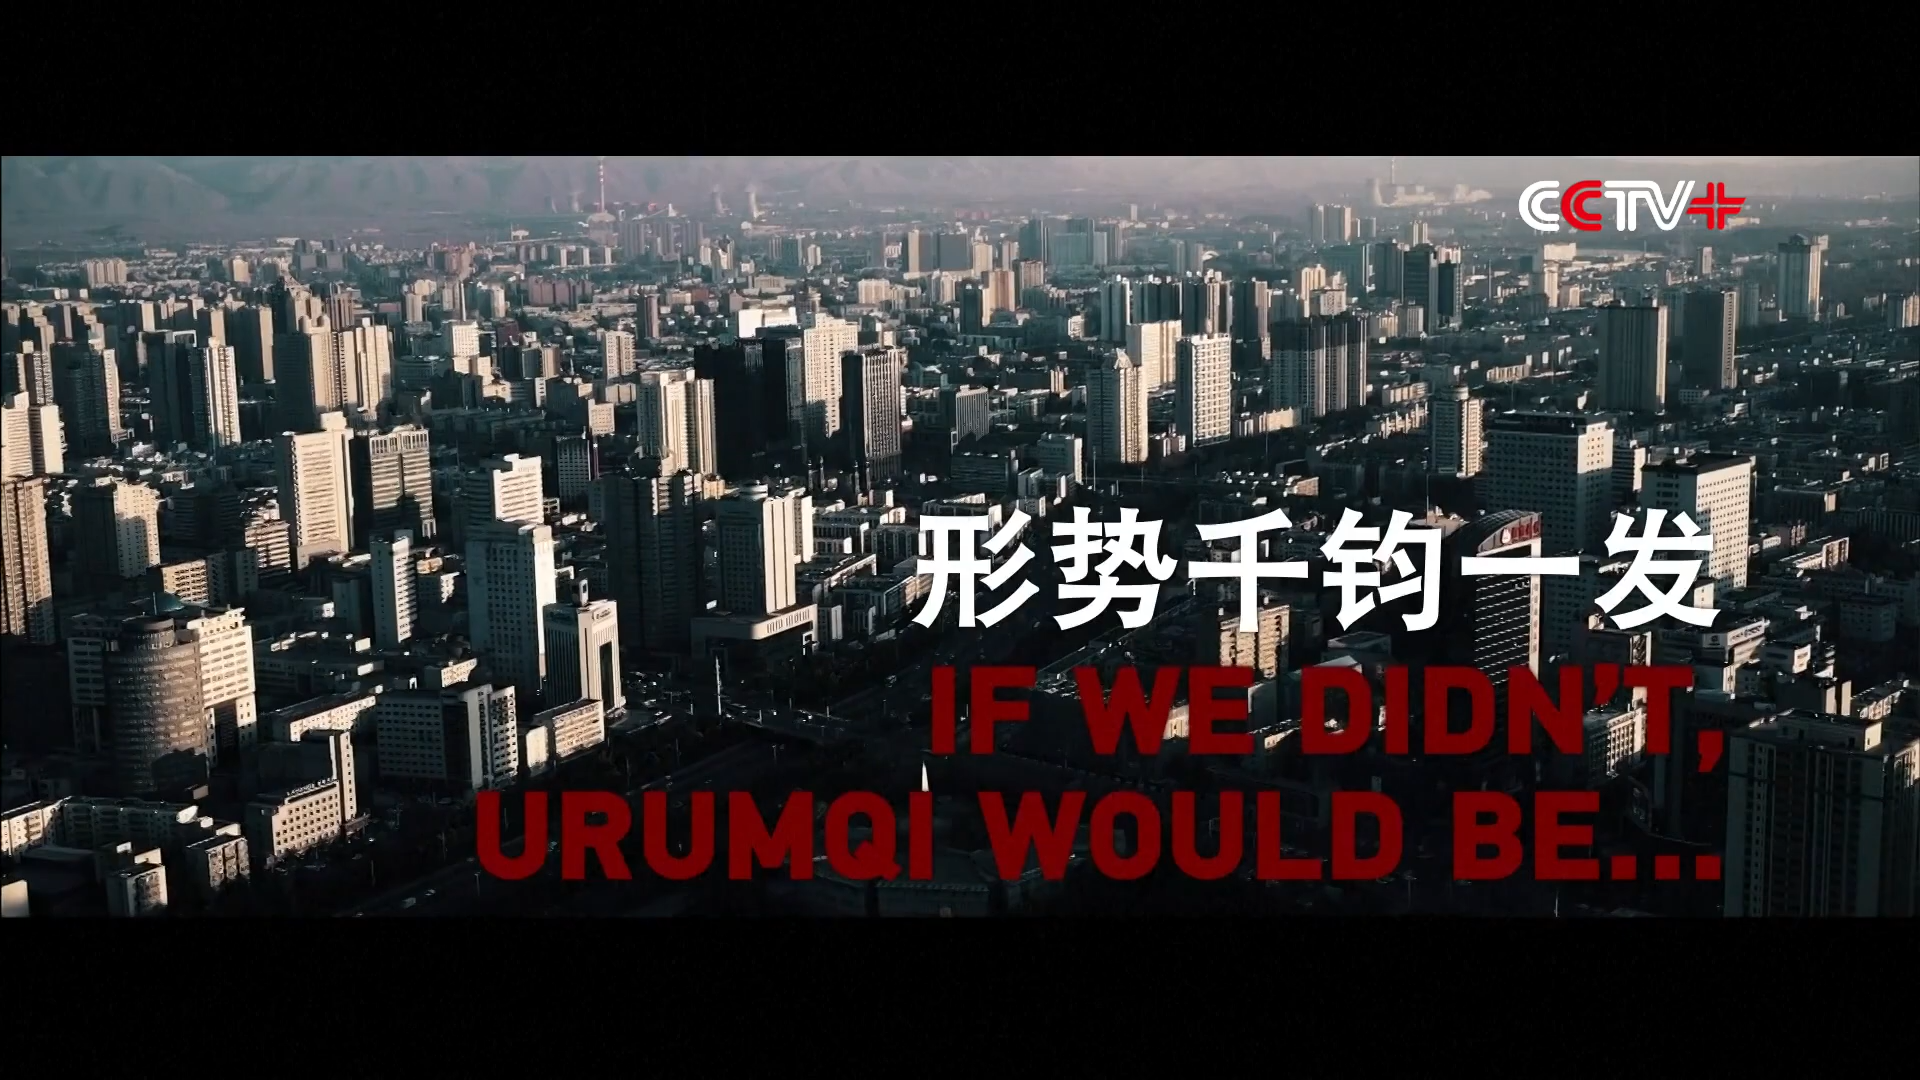 CCTV+
形势千钧一发
IF WE DIDN'T,
URUMQI WOULD BE...